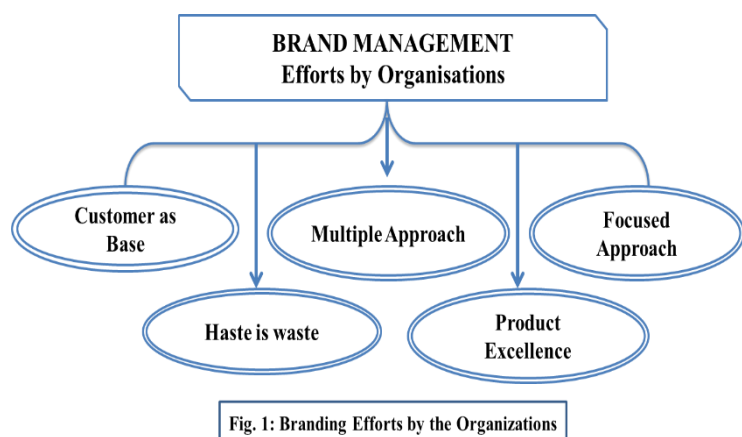 BRAND MANAGEMENT
Efforts by Organisations
Customer as
Base
Multiple Approach
Focused
Approach
Haste is waste
Product
Excellence
Fig. 1: Branding Efforts by the Organizations